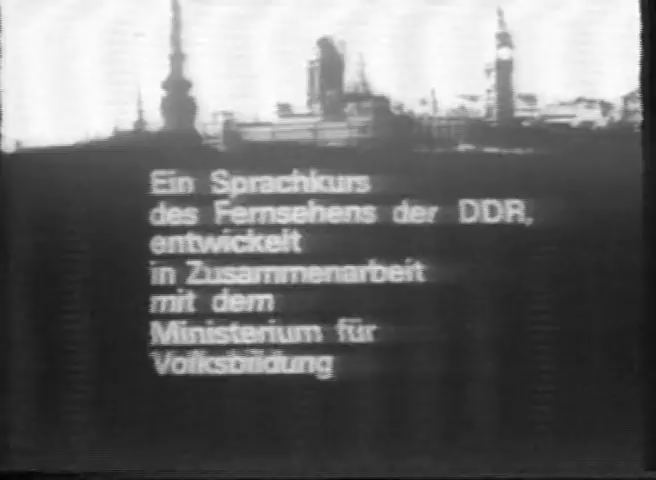 Ein Sprachkurs
des Fernsehens der DDR,
entwickelt
in Zusammenarbeit
mit dem
Ministerium für
Volksbildung